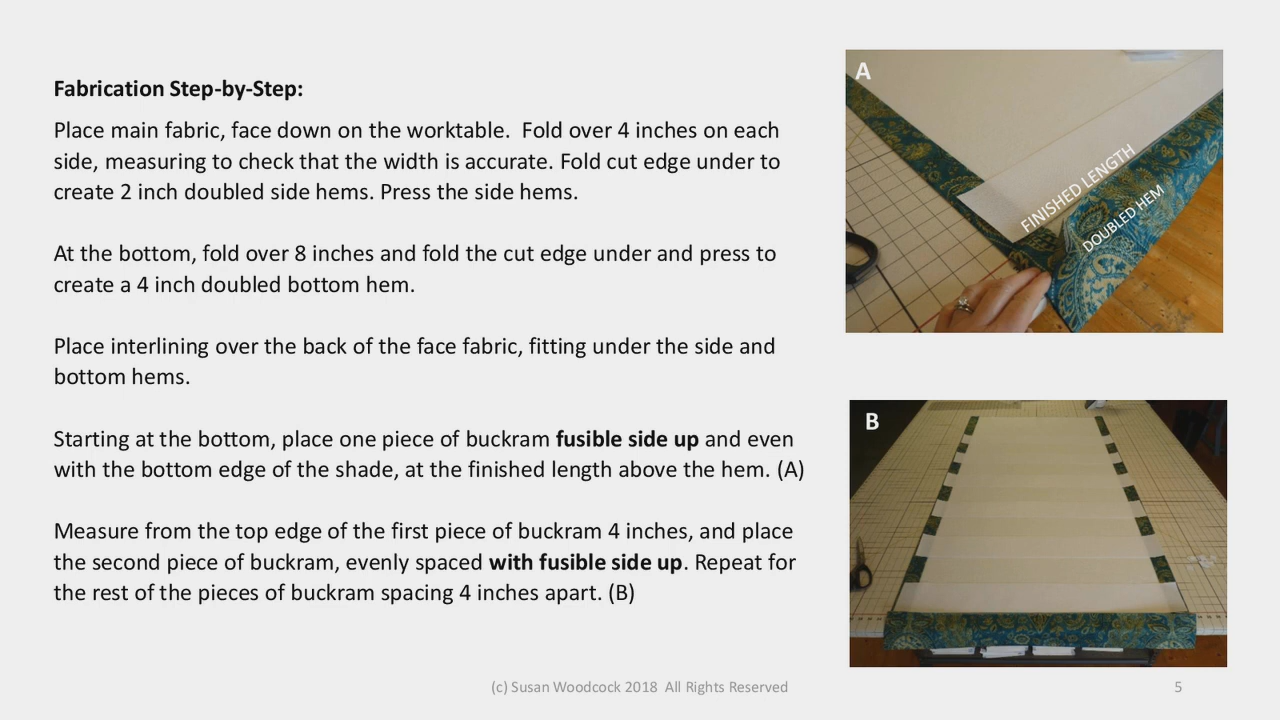 Fabrication Step-by-Step:
Place main fabric, face down on the worktable.  Fold over 4 inches on each
side, measuring to check that the width is accurate. Fold cut edge under to
create 2 inch doubled side hems. Press the side hems.
At the bottom, fold over 8 inches and fold the cut edge under and press to
create a 4 inch doubled bottom hem.
Place interlining over the back of the face fabric, fitting under the side and
bottom hems.
Starting at the bottom, place one piece of buckram fusible side up and even
with the bottom edge of the shade, at the finished length above the hem. (A)
Measure from the top edge of the first piece of buckram 4 inches, and place
the second piece of buckram, evenly spaced with fusible side up. Repeat for
the rest of the pieces of buckram spacing 4 inches apart. (B)
A
FINISHED LENGTH
DOUBLED HEM
B
(c) Susan Woodcock 2018  All Rights Reserved
5